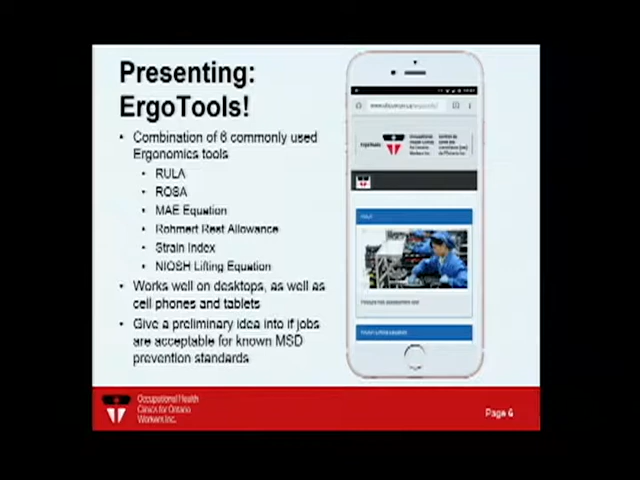 Presenting:
ErgoTools!
• Combination of 6 commonly used
Ergonomics tools
• RULA
• ROSA
• MAE Equation
• Rohmert Rest Allowance
• Strain Index
• NIOSH Lifting Equation
• Works well on desktops, as well as
cell phones and tablets
• Give a preliminary idea into if jobs
are acceptable for known MSD
prevention standards
Occupational Health
Clinics for Ontario
Workers Inc.
Page 6